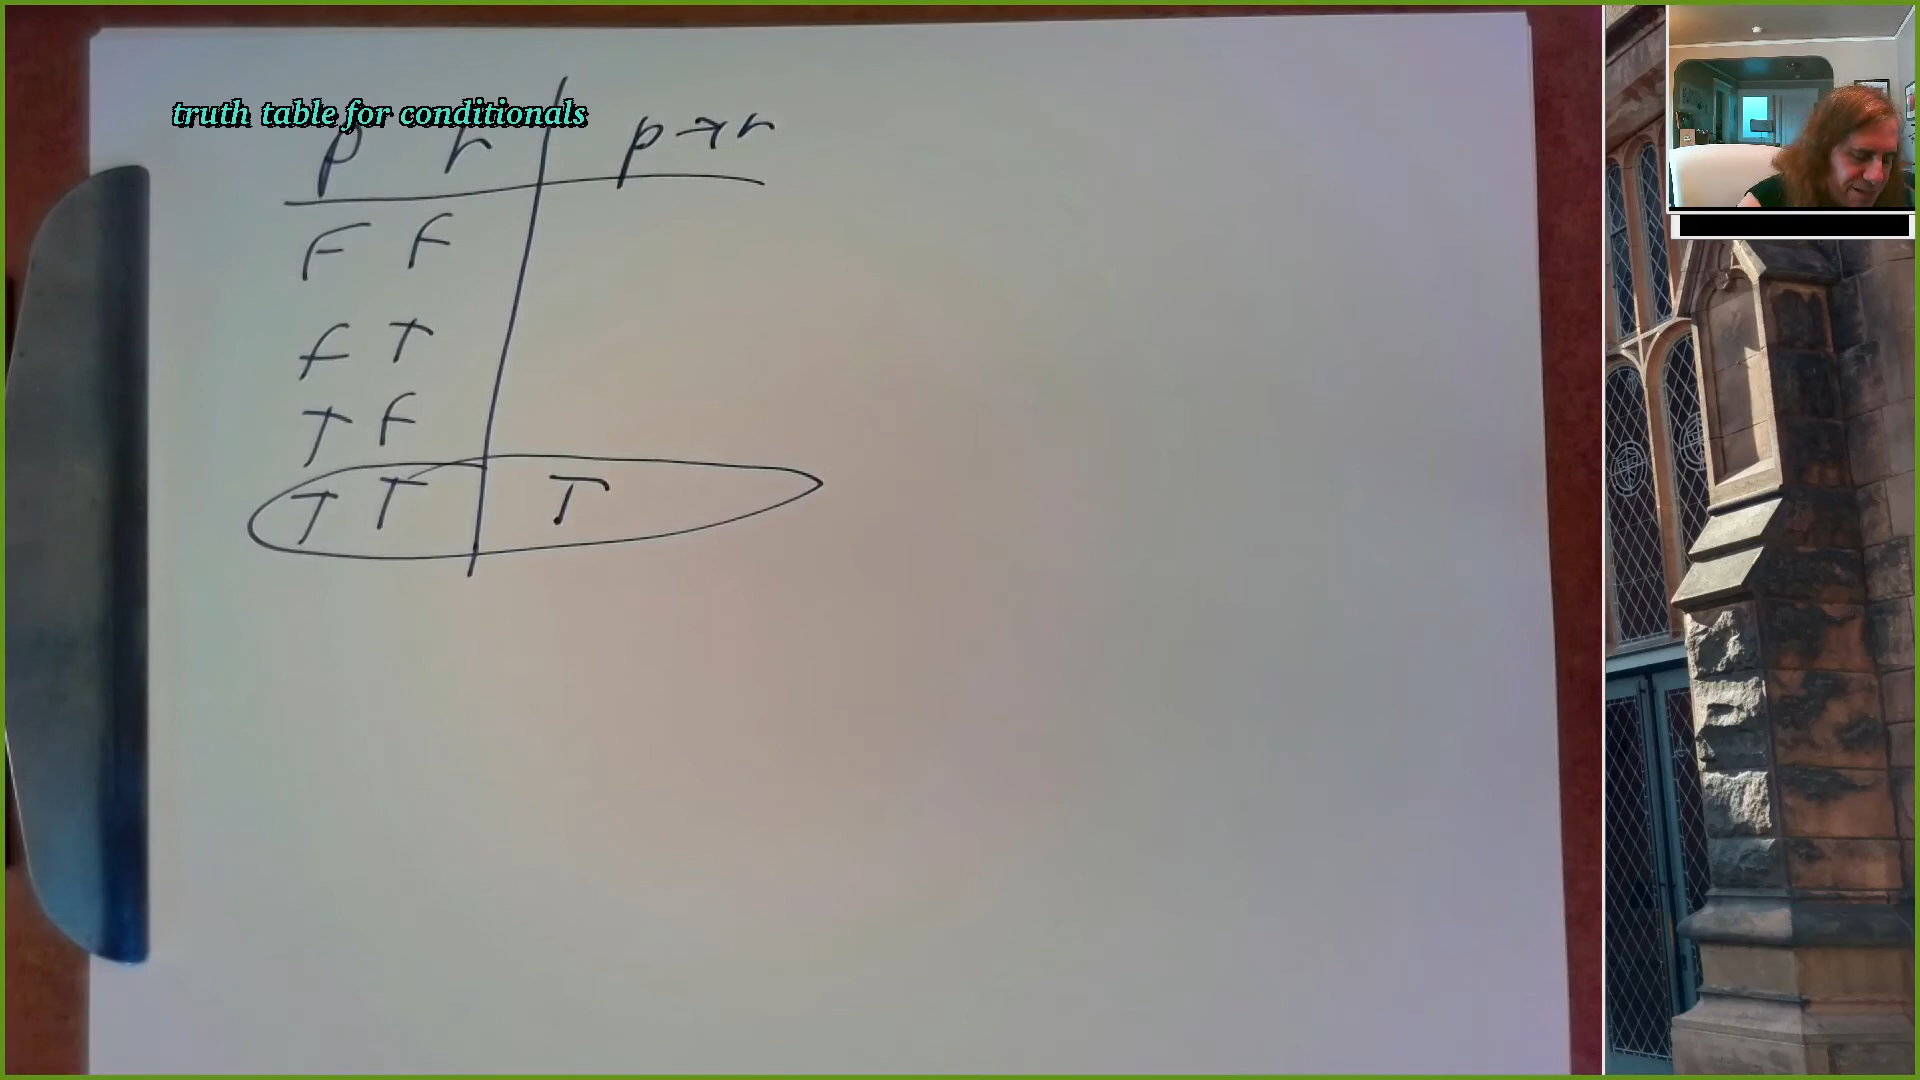 truth table for conditionals
p r p→r
F F
F T
T F
T T T